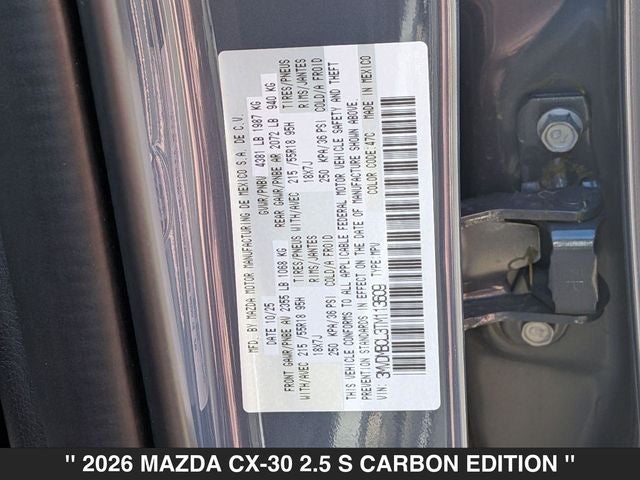 MFD. BY MAZDA MOTOR MANUFACTURING DE MEXICO S.A. DE C.V.
DATE 10/25 GVWR/PNBV 4381 LB 1987 KG
FRONT GAWR/PNBE AV 2355 LB 1068 KG REAR GAWR/PNBE AR 2072 LB 940 KG
WITH/AVEC 215/55R18 95H TIRES/PNEUS WITH/AVEC 215/55R18 95H TIRES/PNEUS
18X7J RIMS/JANTES 18X7J RIMS/JANTES
250 KPA/36 PSI COLD/A FROID 250 KPA/36 PSI COLD/A FROID
THIS VEHICLE CONFORMS TO ALL APPLICABLE FEDERAL MOTOR VEHICLE SAFETY AND THEFT
PREVENTION STANDARDS IN EFFECT ON THE DATE OF MANUFACTURE SHOWN ABOVE.
VIN: TYPE:MPV COLOR CODE:47C MADE IN MEXICO
" 2026 MAZDA CX-30 2.5 S CARBON EDITION "